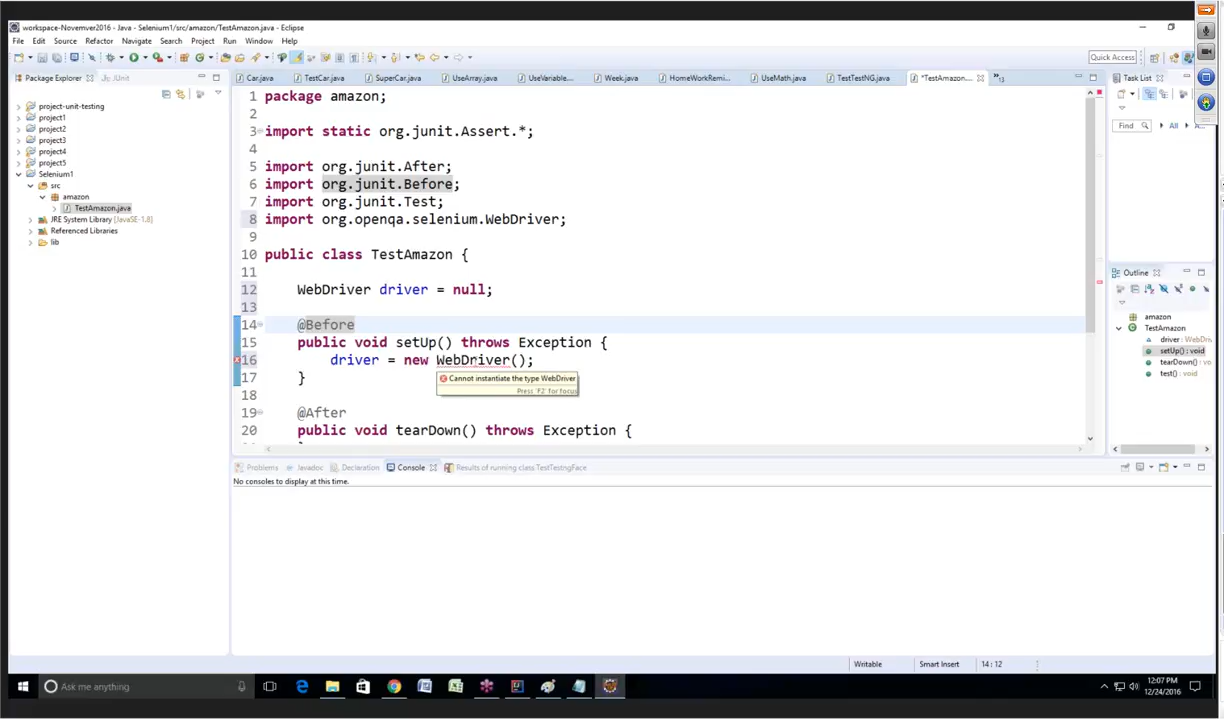 workspace-Novemver2016 - Java - Selenium1/src/amazon/TestAmazon.java - Eclipse
File Edit Source Refactor Navigate Search Project Run Window Help
Quick Access
Package Explorer
JUnit
project-unit-testing
project1
project2
project3
project4
project5
Selenium1
src
amazon
TestAmazon.java
JRE System Library [JavaSE-1.8]
Referenced Libraries
lib
Car.java TestCar.java SuperCar.java UseArray.java UseVariable... Week.java HomeWorkRemi... UseMath.java TestTestNG.java *TestAmazon....
1 package amazon;
2
3 import static org.junit.Assert.*;
4
5 import org.junit.After;
6 import org.junit.Before;
7 import org.junit.Test;
8 import org.openqa.selenium.WebDriver;
9
10 public class TestAmazon {
11
12 WebDriver driver = null;
13
14 @Before
15 public void setUp() throws Exception {
16 driver = new WebDriver();
Cannot instantiate the type WebDriver
Press 'F2' for focus
17 }
18
19 @After
20 public void tearDown() throws Exception {
Task List
Find All
Outline
amazon
TestAmazon
driver : WebDri
setUp() : void
tearDown() : vo
test() : void
Problems Javadoc Declaration Console Results of running class TestTestngFace
No consoles to display at this time.
Writable Smart Insert 14 : 12
Ask me anything
12:07 PM
12/24/2016